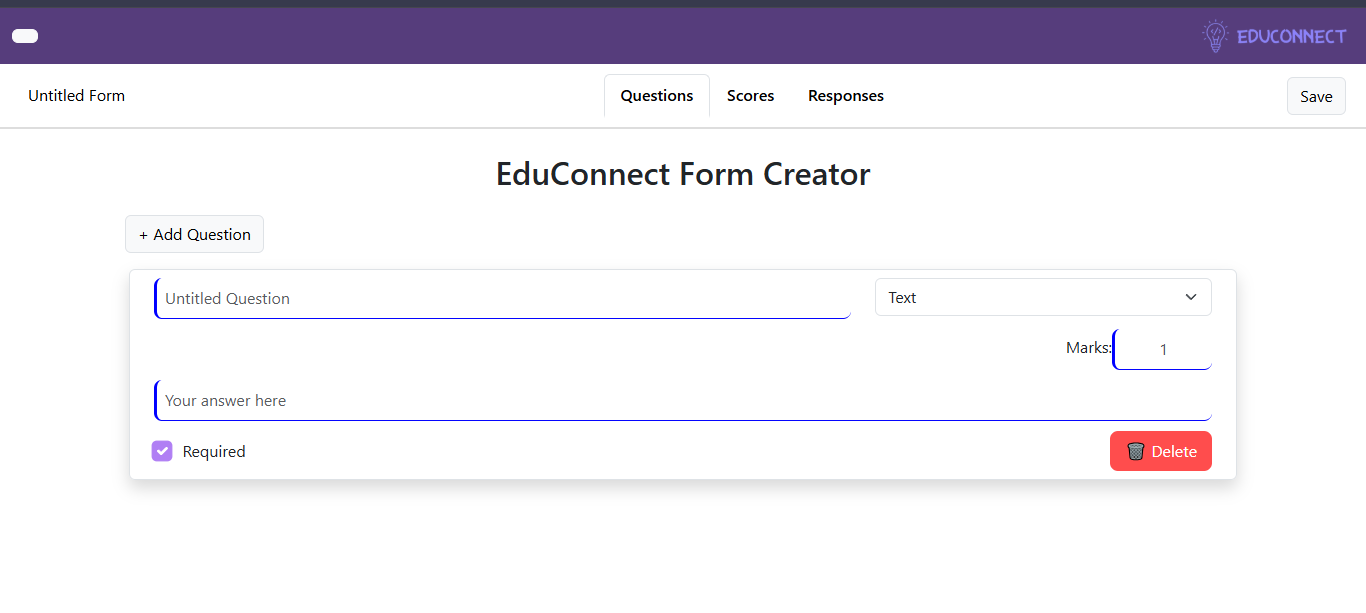 EDUCONNECT
Untitled Form
Questions
Scores
Responses
Save
EduConnect Form Creator
+ Add Question
Untitled Question
Text
Marks:
1
Your answer here
Required
Delete